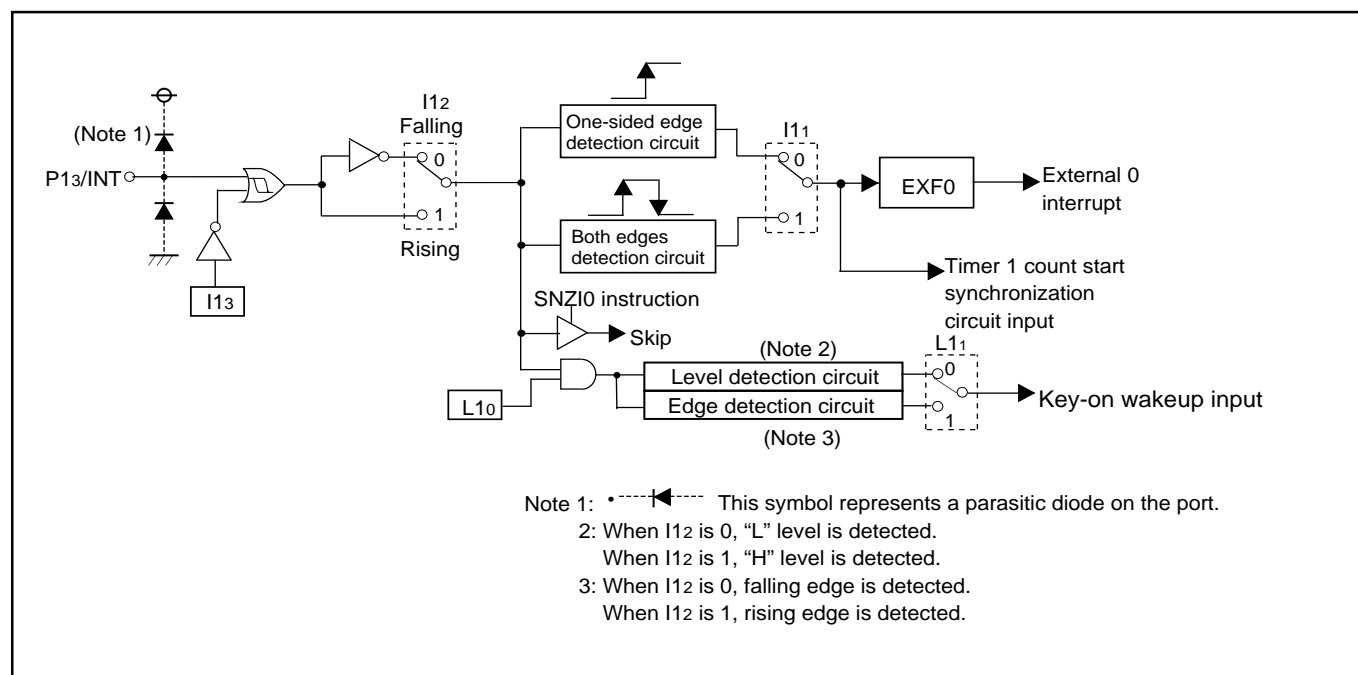 I12
Falling
0
1
Rising
(Note 1)
P13/INT
I13
One-sided edge
detection circuit
Both edges
detection circuit
I11
0
1
EXF0
External 0
interrupt
Timer 1 count start
synchronization
circuit input
SNZI0 instruction
Skip
L10
(Note 2)
Level detection circuit
Edge detection circuit
(Note 3)
L11
0
1
Key-on wakeup input
Note 1: This symbol represents a parasitic diode on the port.
2: When I12 is 0, “L” level is detected.
When I12 is 1, “H” level is detected.
3: When I12 is 0, falling edge is detected.
When I12 is 1, rising edge is detected.